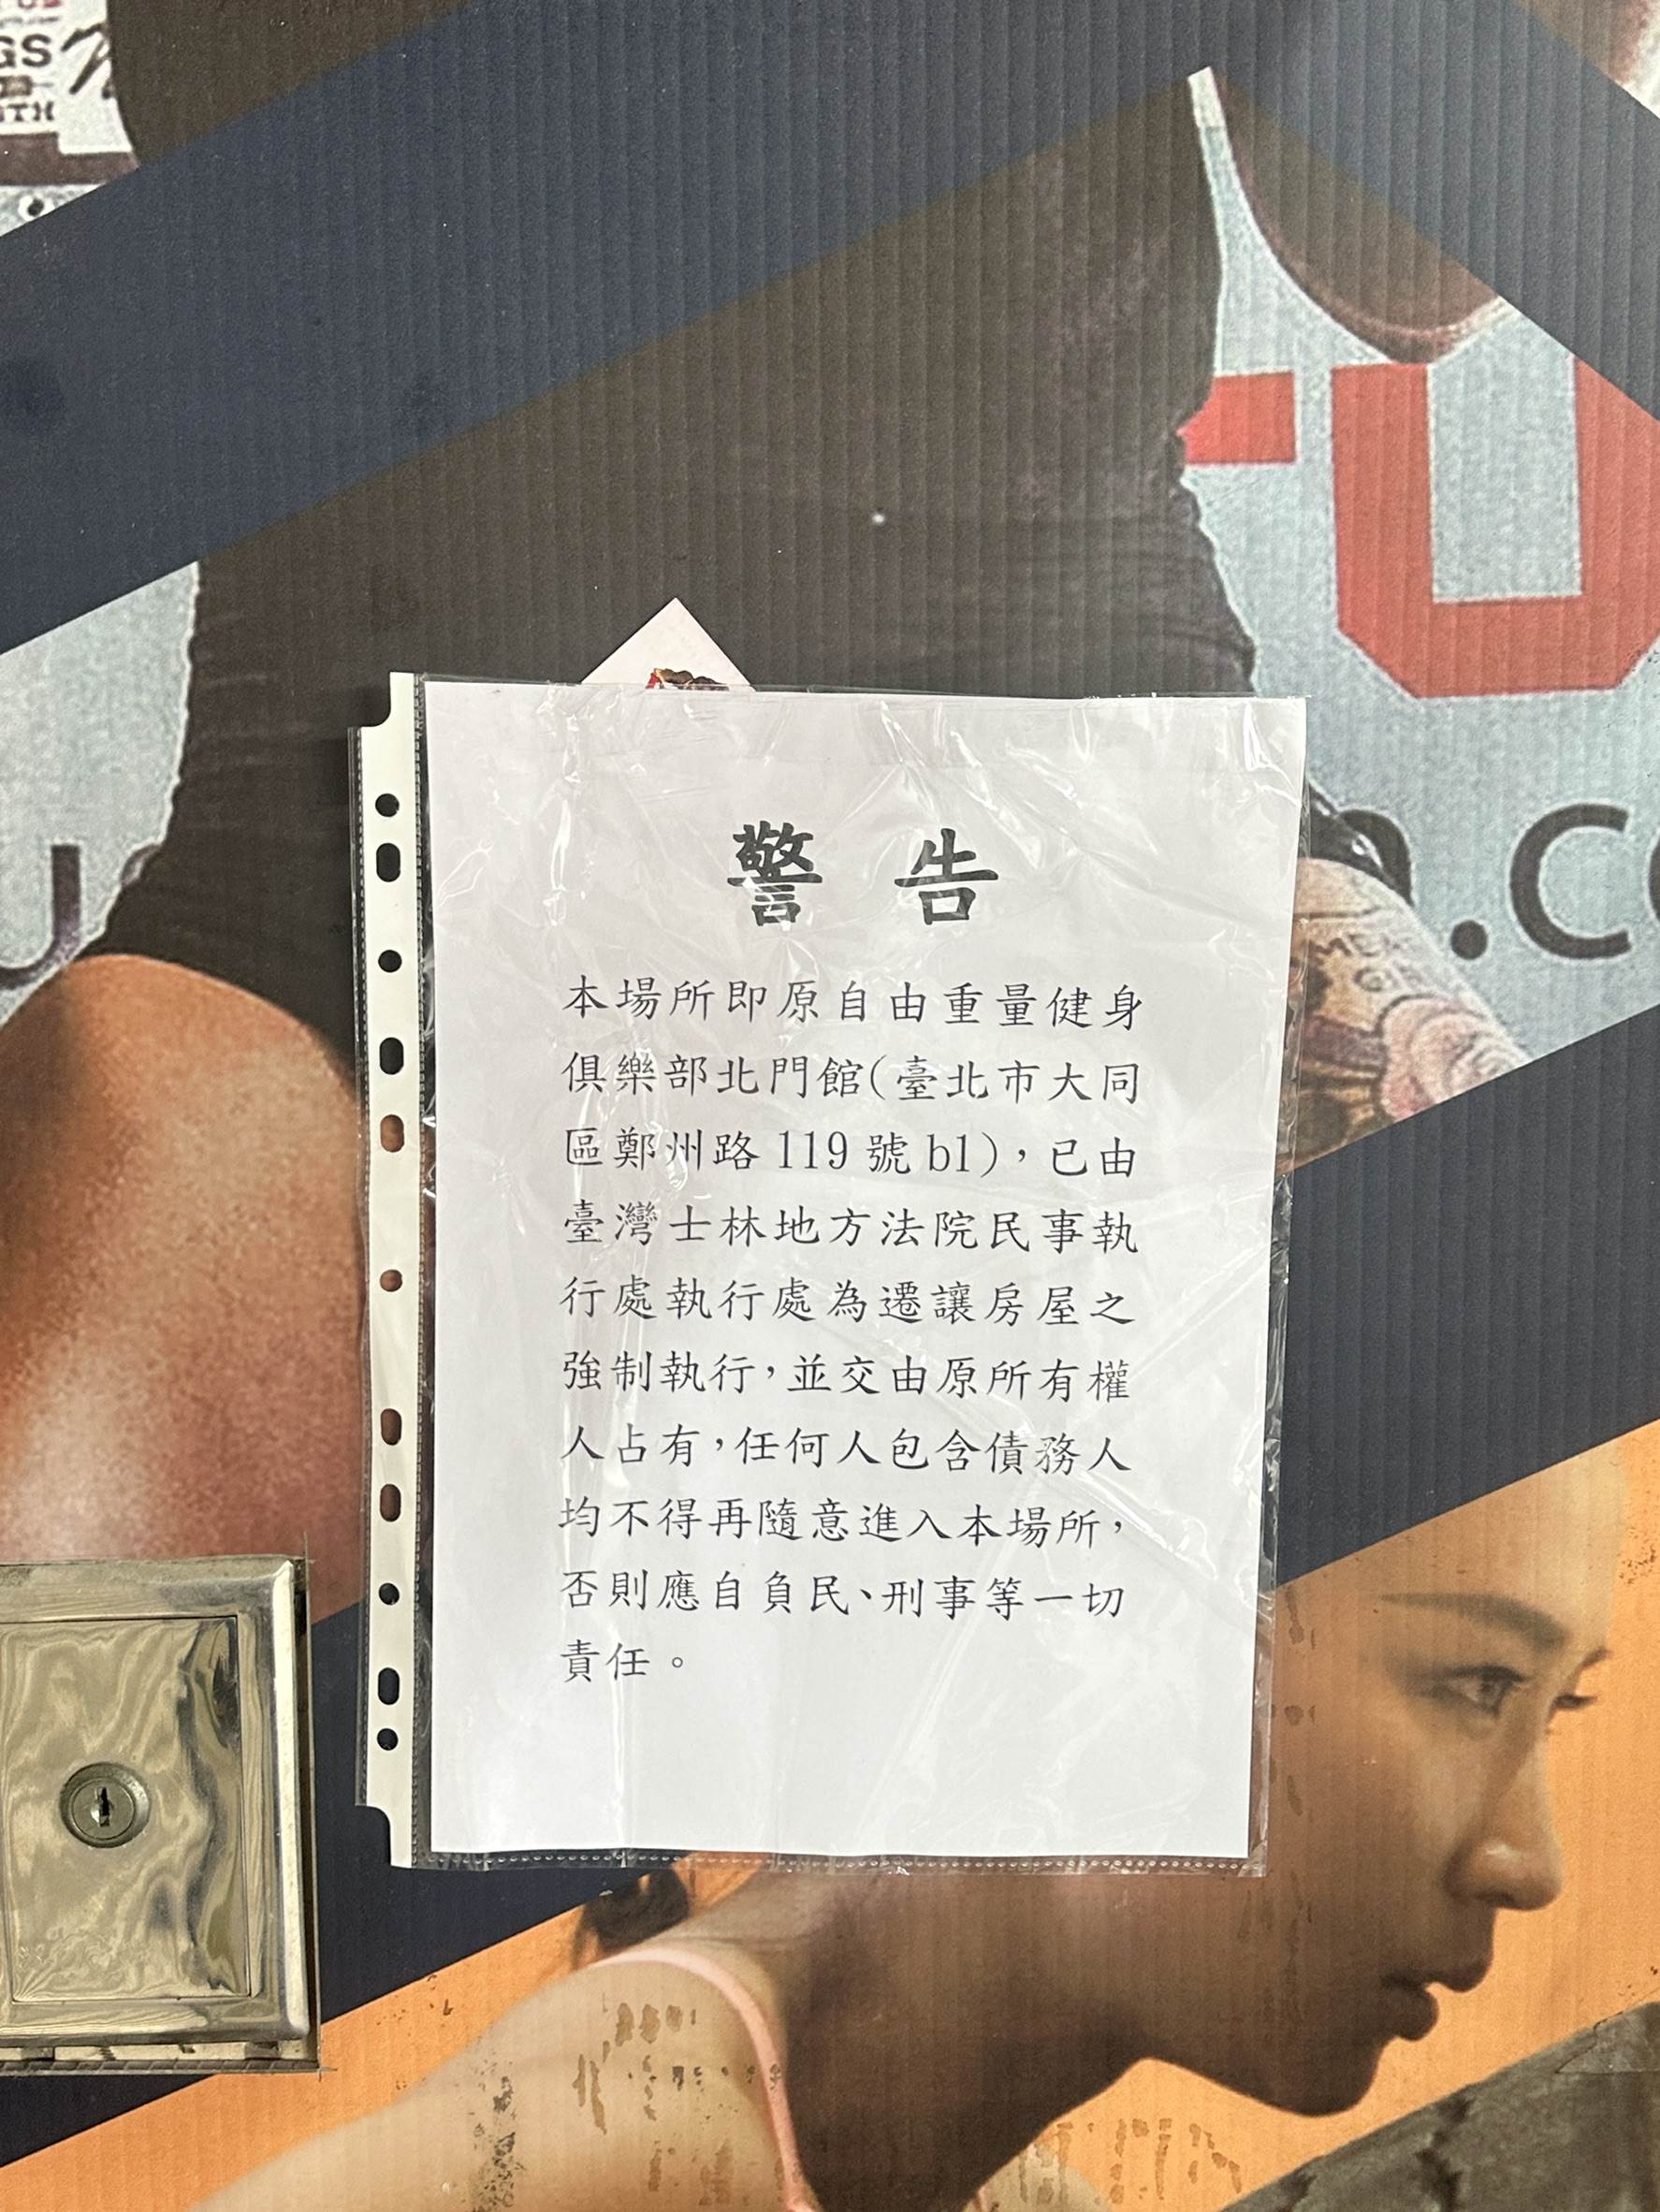 GS
警 告
本場所即原自由重量健身
俱樂部北門館(臺北市大同
區鄭州路 119 號 b1),已由
臺灣士林地方法院民事執
行處執行處為遷讓房屋之
強制執行,並交由原所有權
人占有,任何人包含債務人
均不得再隨意進入本場所,
否則應自負民、刑事等一切
責任。